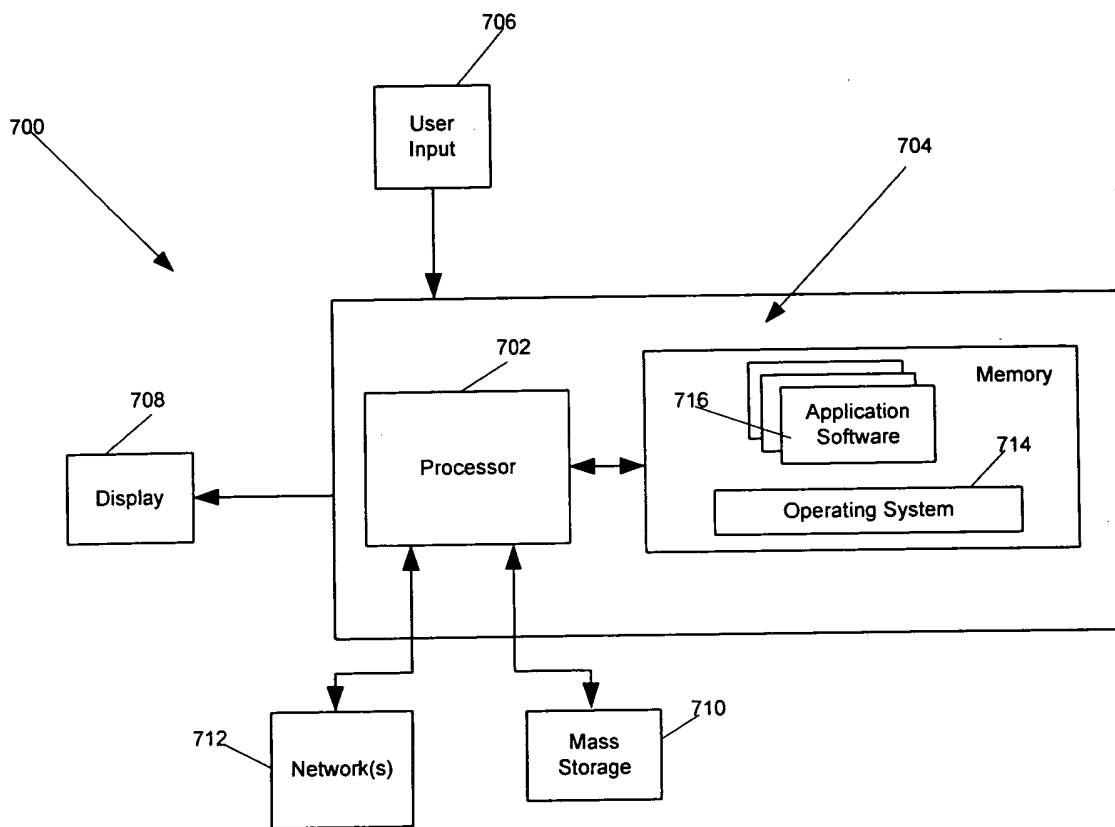 706
User
Input
700
704
702
Memory
708
716
Application
Software
714
Processor
Display
Operating System
712
710
Network(s)
Mass
Storage